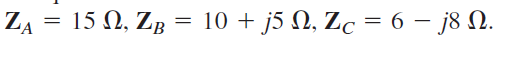 Z_A = 15 Ω, Z_B = 10 + j5 Ω, Z_C = 6 − j8 Ω.